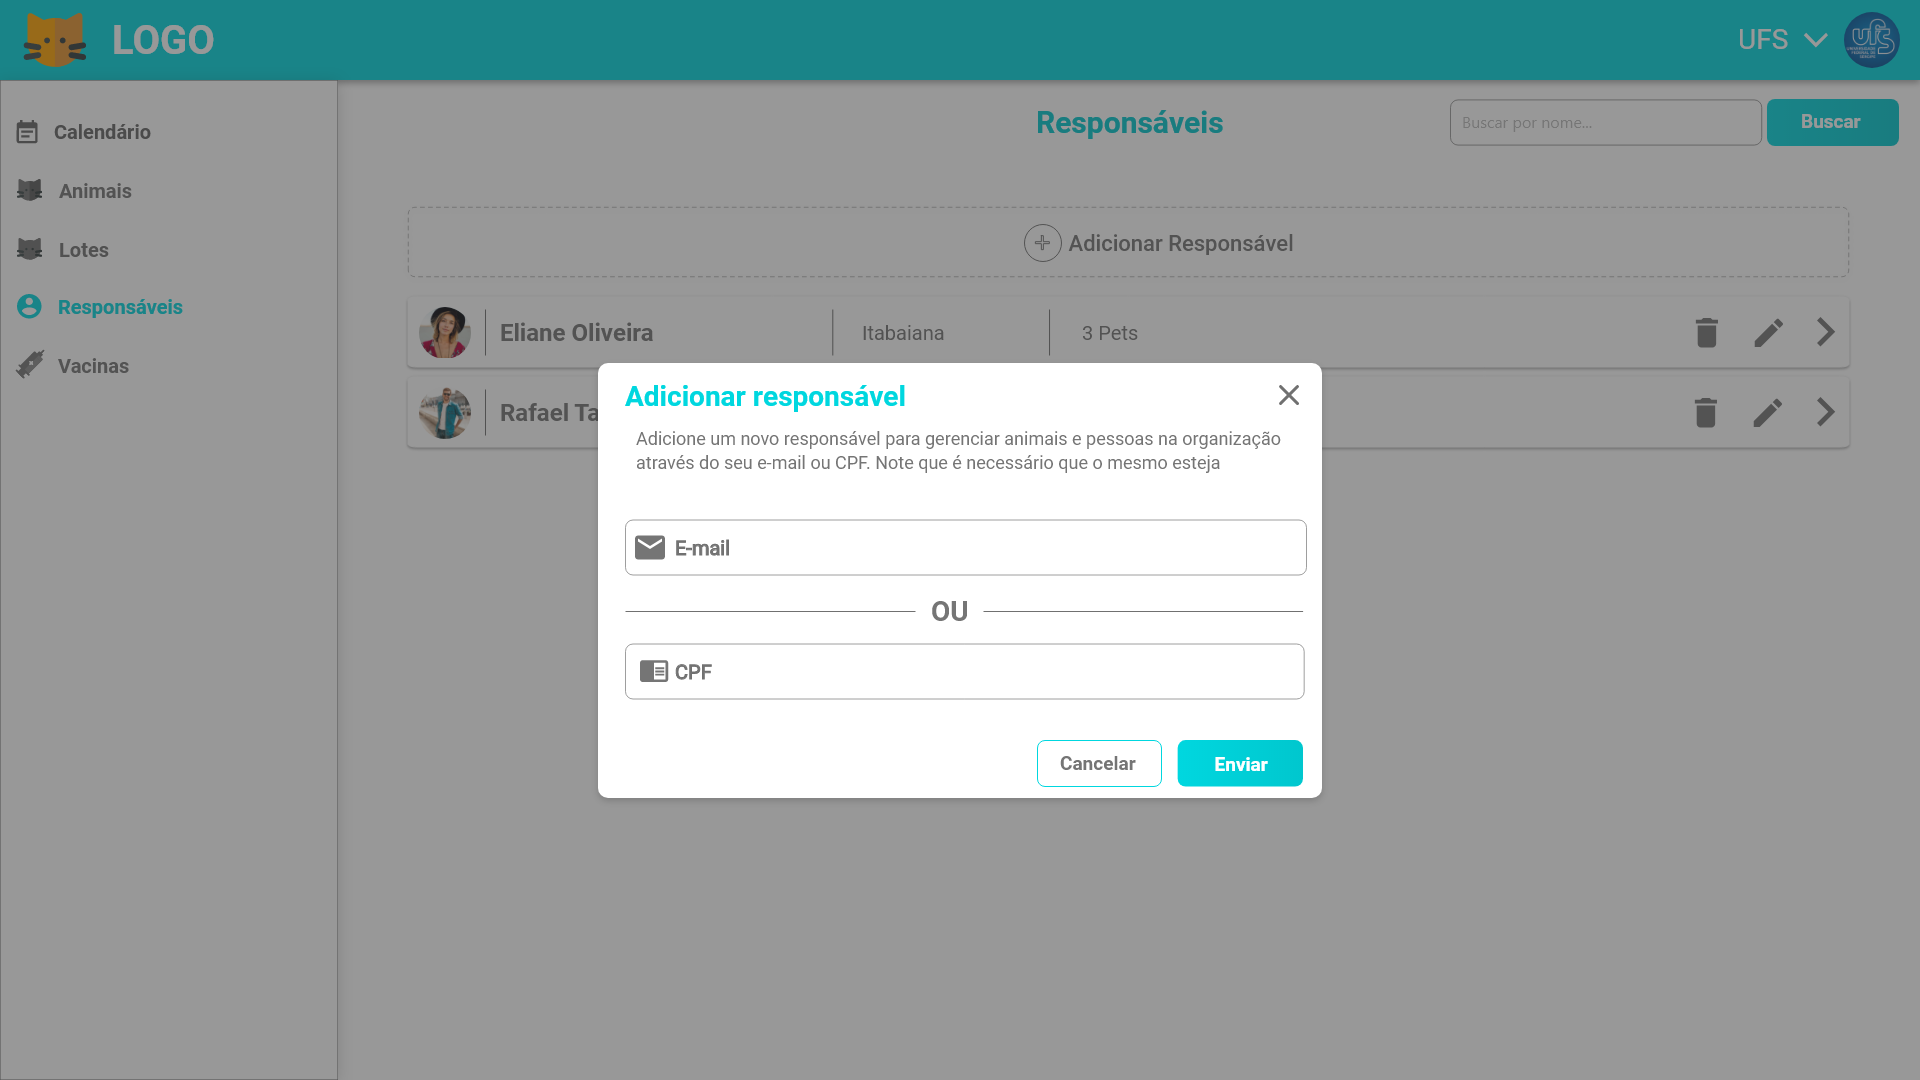 LOGO
UFS
Calendário
Animais
Lotes
Responsáveis
Vacinas
Responsáveis
Buscar por nome...
Buscar
Adicionar Responsável
Eliane Oliveira
Itabaiana
3 Pets
Rafael Ta
Adicionar responsável
Adicione um novo responsável para gerenciar animais e pessoas na organização
através do seu e-mail ou CPF. Note que é necessário que o mesmo esteja
E-mail
OU
CPF
Cancelar
Enviar